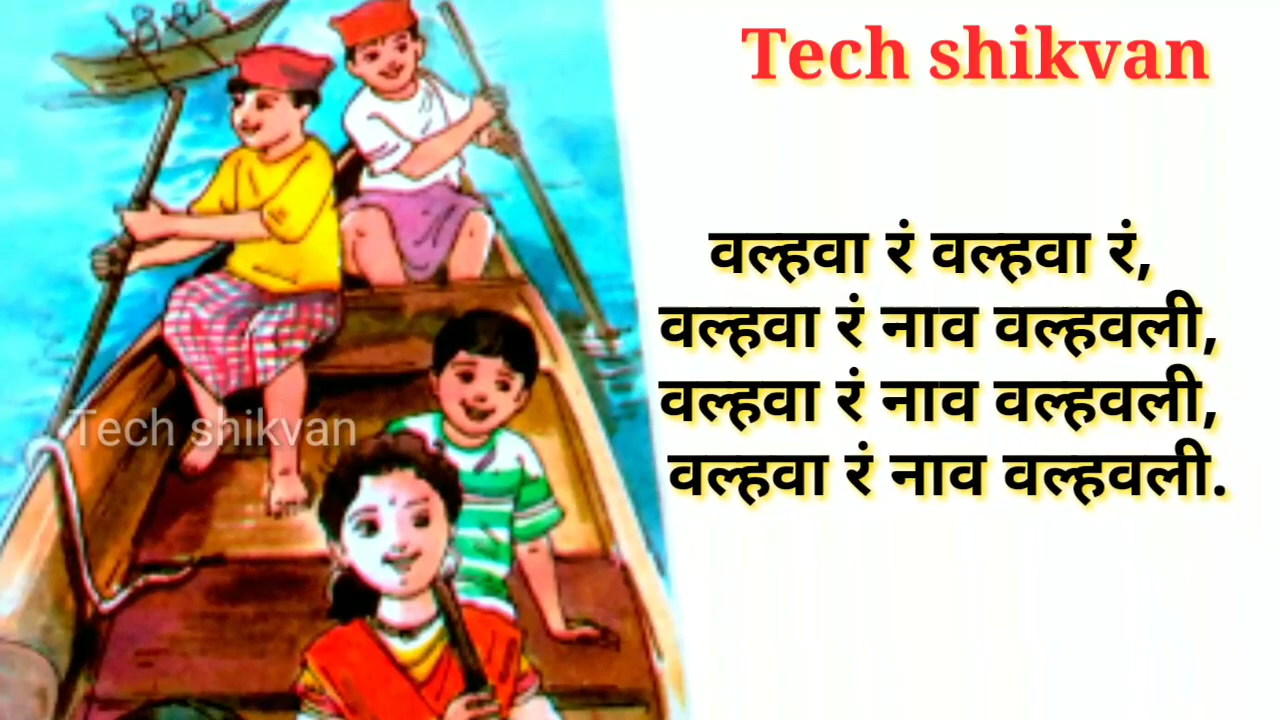 Tech shikvan
वल्हवा रं वल्हवा रं,
वल्हवा रं नाव वल्हवली,
वल्हवा रं नाव वल्हवली,
वल्हवा रं नाव वल्हवली.
Tech shikvan